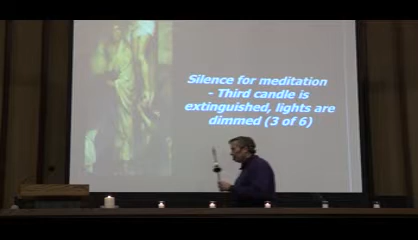 Silence for meditation
- Third candle is
extinguished, lights are
dimmed (3 of 6)